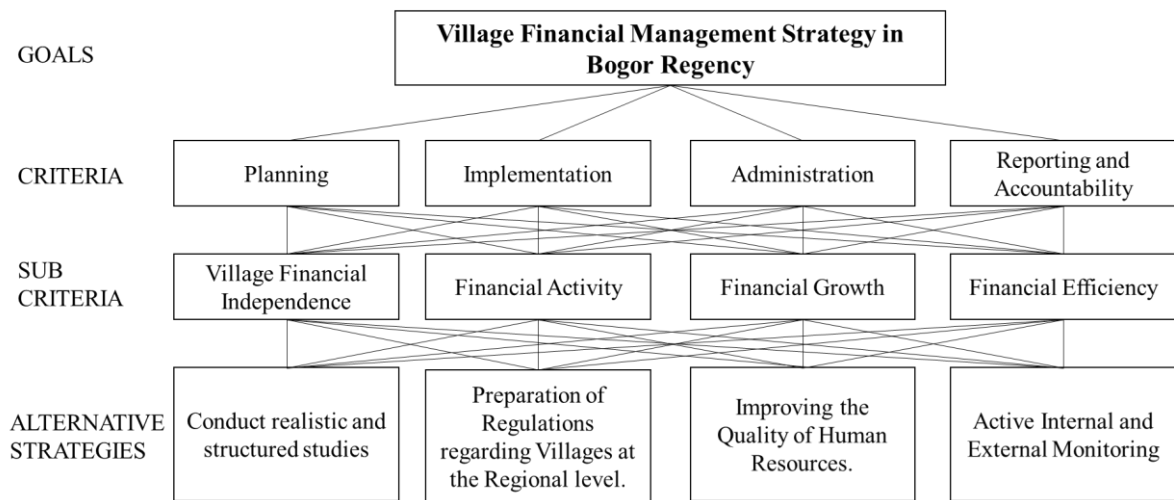 GOALS
Village Financial Management Strategy in
Bogor Regency
CRITERIA
Planning
Implementation
Administration
Reporting and
Accountability
SUB
CRITERIA
Village Financial
Independence
Financial Activity
Financial Growth
Financial Efficiency
ALTERNATIVE
STRATEGIES
Conduct realistic and
structured studies
Preparation of
Regulations
regarding Villages at
the Regional level.
Improving the
Quality of Human
Resources.
Active Internal and
External Monitoring